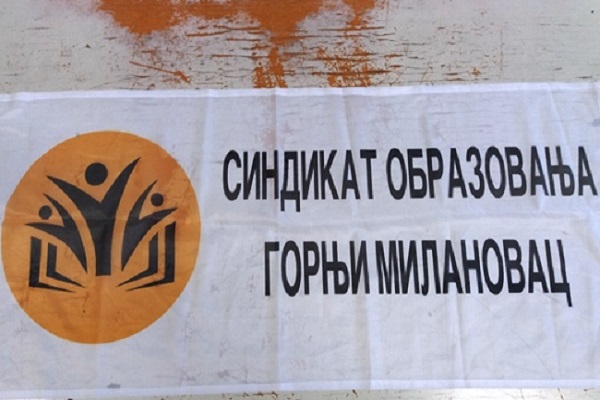 СИНДИКАТ ОБРАЗОВАЊА
ГОРЊИ МИЛАНОВАЦ